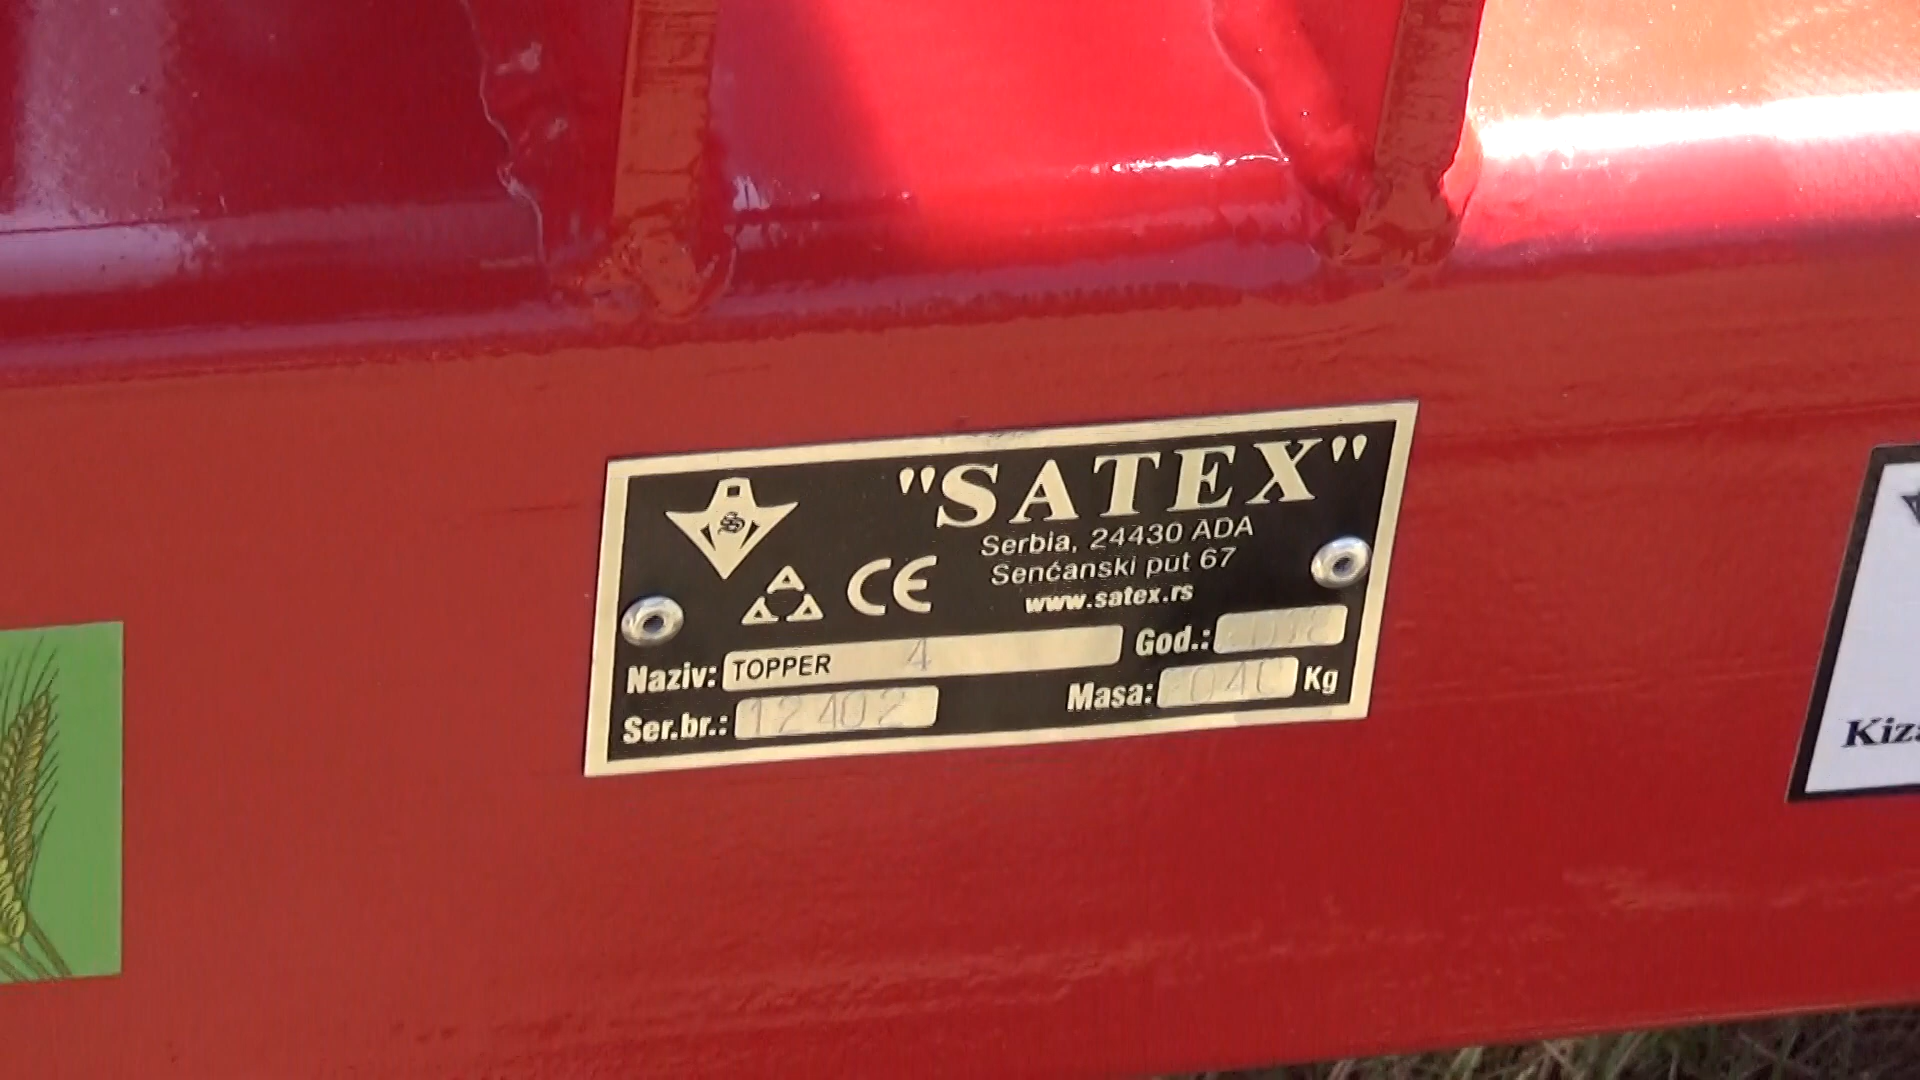 "SATEX"
Serbia, 24430 ADA
Senćanski put 67
www.satex.rs
CE
Naziv: TOPPER 4
God.:
Ser.br.: 12402
Masa: Kg